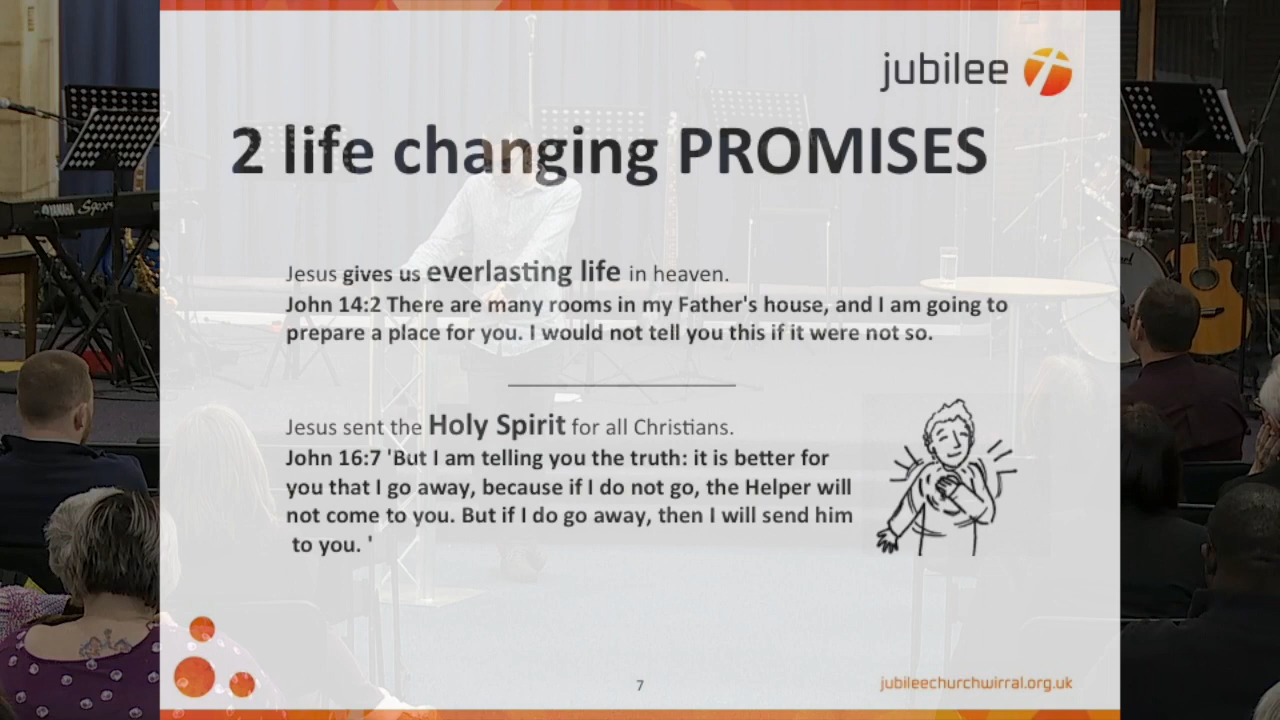 jubilee
2 life changing PROMISES
Jesus gives us everlasting life in heaven.
John 14:2 There are many rooms in my Father's house, and I am going to
prepare a place for you. I would not tell you this if it were not so.
Jesus sent the Holy Spirit for all Christians.
John 16:7 'But I am telling you the truth: it is better for
you that I go away, because if I do not go, the Helper will
not come to you. But if I do go away, then I will send him
to you. '
7
jubileechurchwirral.org.uk
YAMAHA